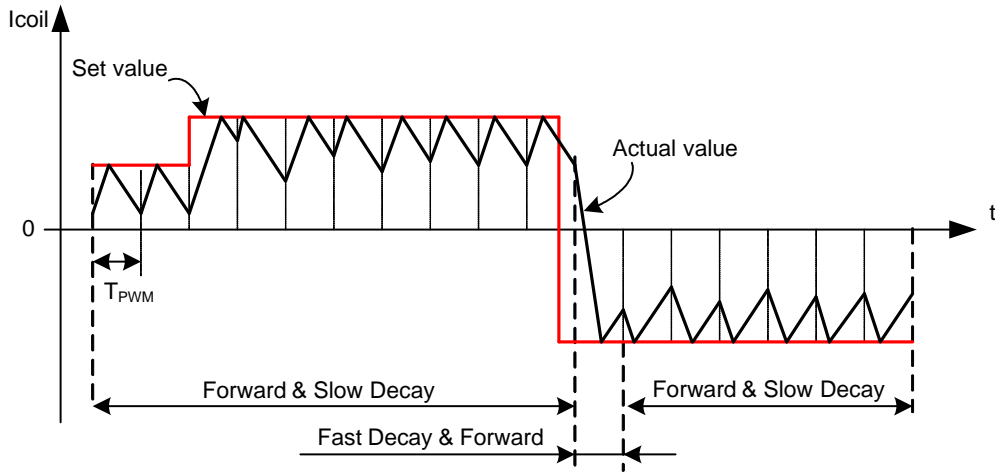 Icoil
Set value
Actual value
t
0
TPWM
Forward & Slow Decay
Forward & Slow Decay
Fast Decay & Forward